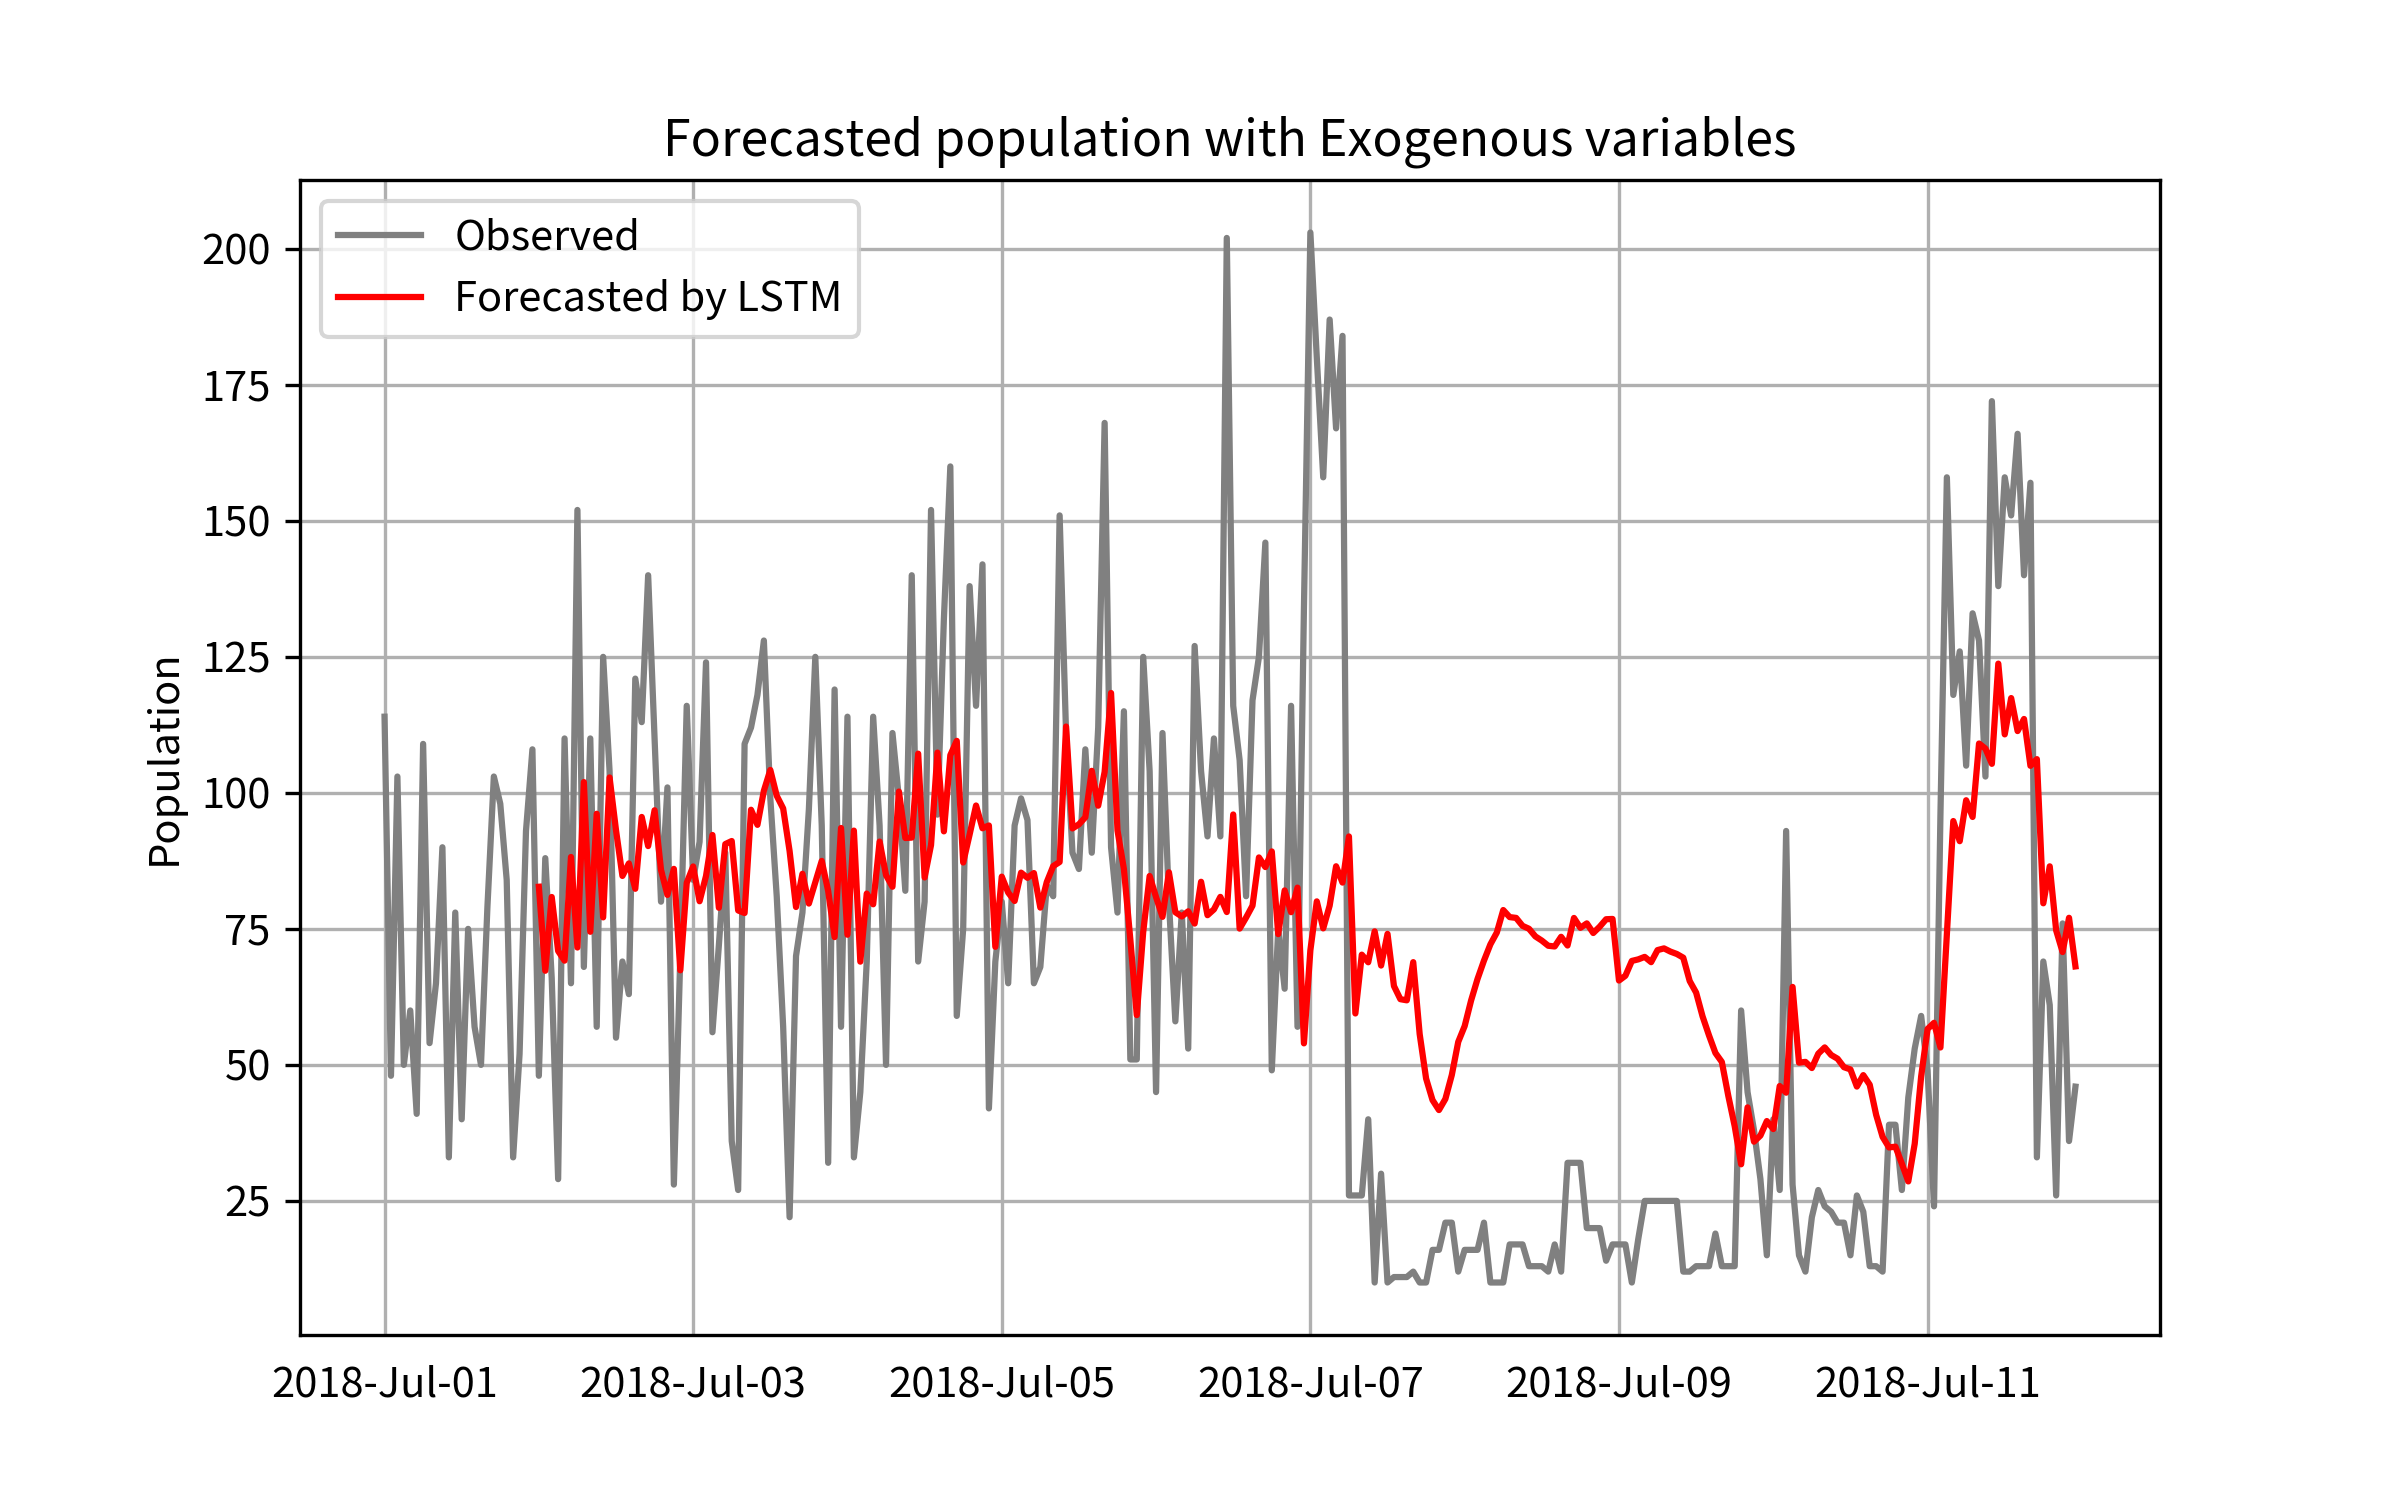 Forecasted population with Exogenous variables
Observed
Forecasted by LSTM
Population
200
175
150
125
100
75
50
25
2018-Jul-01
2018-Jul-03
2018-Jul-05
2018-Jul-07
2018-Jul-09
2018-Jul-11